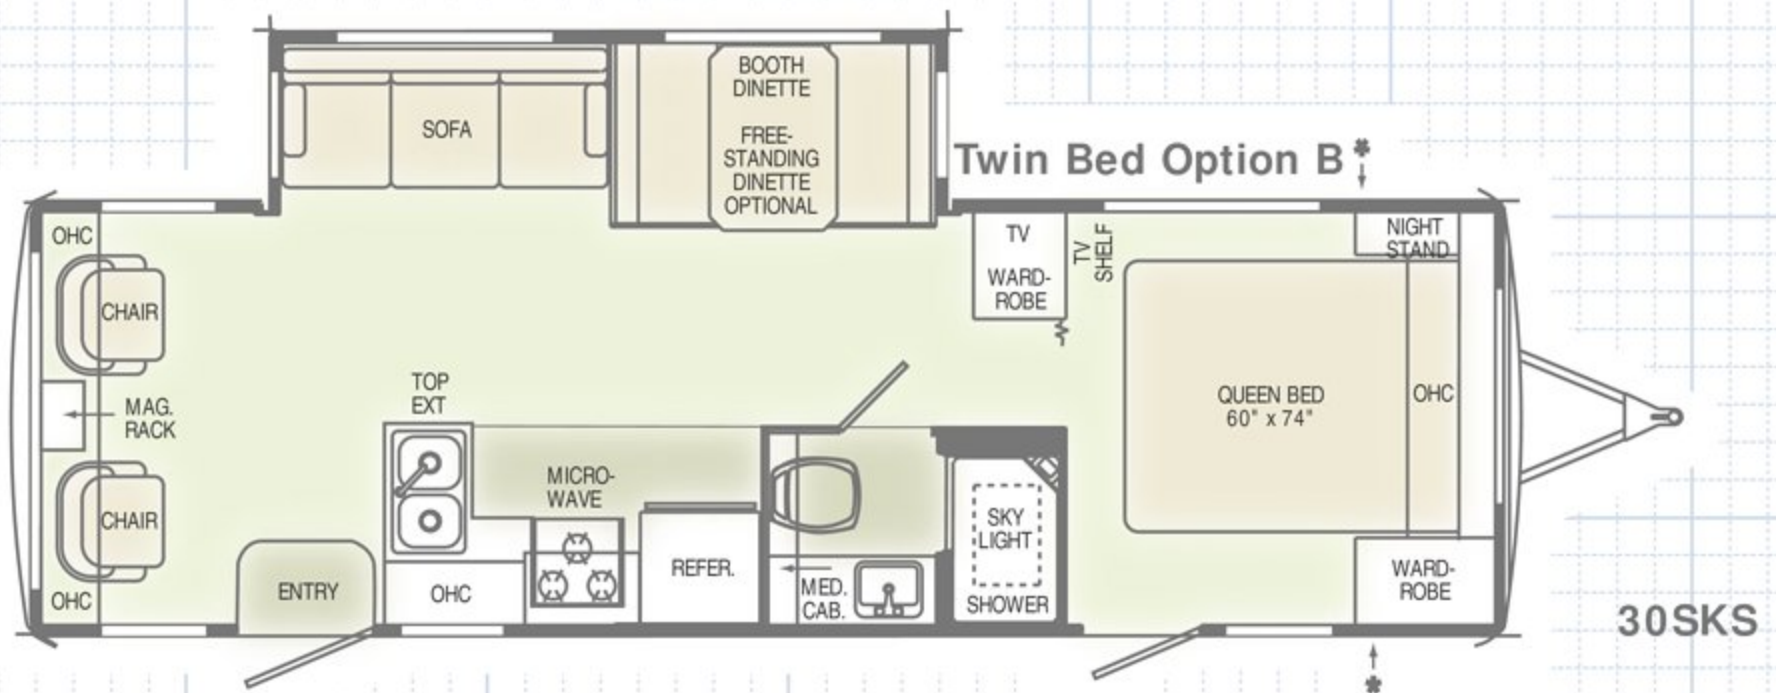 BOOTH
DINETTE
FREE-
STANDING
DINETTE
OPTIONAL
SOFA
Twin Bed Option B*
OHC
CHAIR
MAG.
RACK
CHAIR
OHC
TV
WARD-
ROBE
TV
SHELF
NIGHT
STAND
QUEEN BED
60" x 74"
OHC
TOP
EXT
MICRO-
WAVE
ENTRY
OHC
REFER.
MED.
CAB.
SKY
LIGHT
SHOWER
WARD-
ROBE
30SKS
*